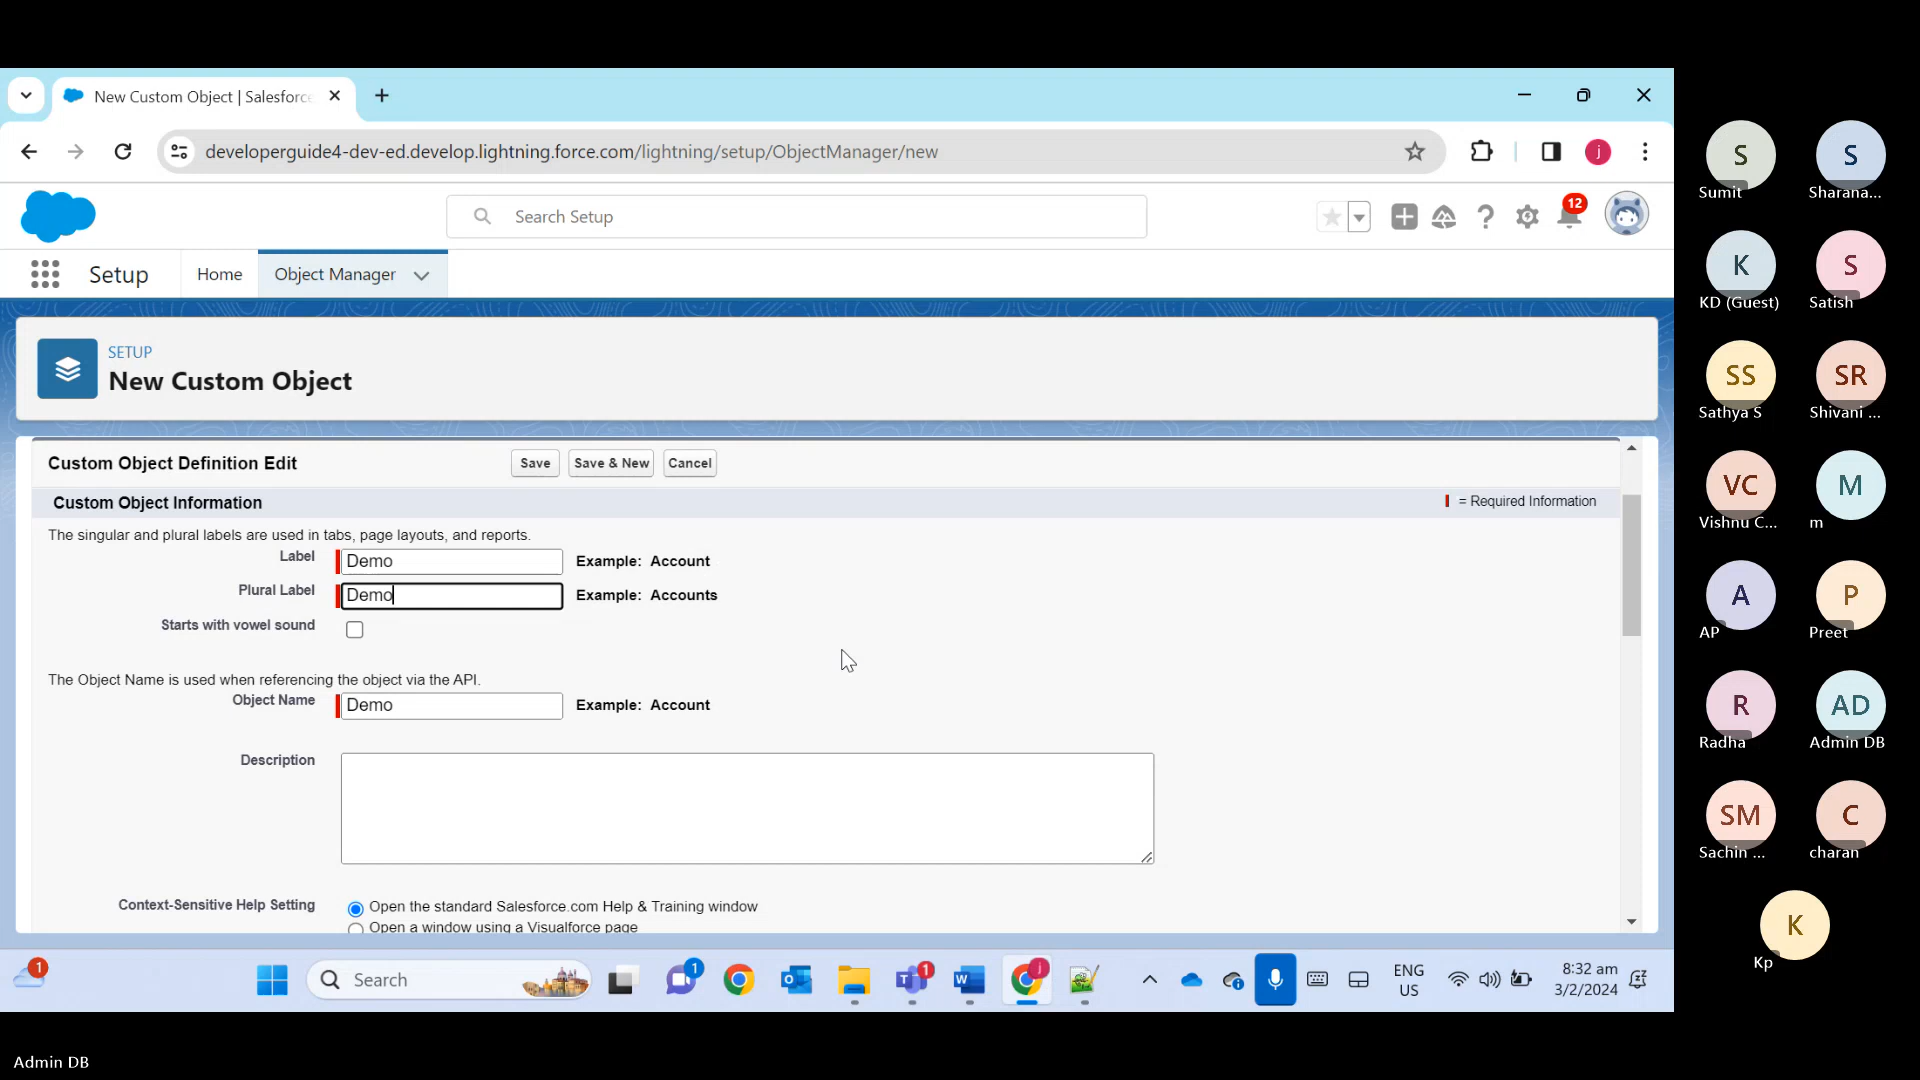 New Custom Object | Salesforce
developerguide4-dev-ed.develop.lightning.force.com/lightning/setup/ObjectManager/new
j
Search Setup
12
Setup
Home
Object Manager
SETUP
New Custom Object
Custom Object Definition Edit
Save
Save & New
Cancel
Custom Object Information
= Required Information
The singular and plural labels are used in tabs, page layouts, and reports.
Label
Demo
Example: Account
Plural Label
Demo
Example: Accounts
Starts with vowel sound
The Object Name is used when referencing the object via the API.
Object Name
Demo
Example: Account
Description
Context-Sensitive Help Setting
Open the standard Salesforce.com Help & Training window
Open a window using a Visualforce page
1
Search
1
1
j
ENG
US
8:32 am
3/2/2024
S
Sumit
S
Sharana...
K
KD (Guest)
S
Satish
SS
Sathya S
SR
Shivani ...
VC
Vishnu C...
M
m
A
AP
P
Preet
R
Radha
AD
Admin DB
SM
Sachin ...
C
charan
K
Kp
Admin DB